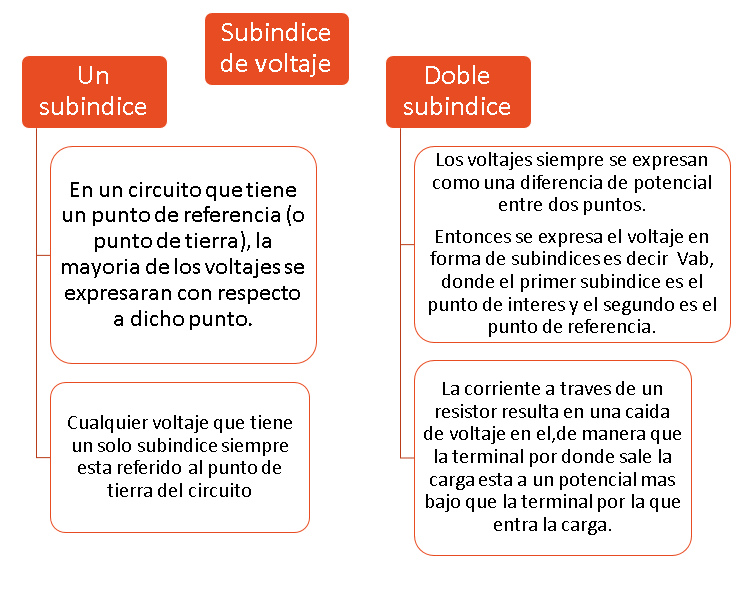 Subindice
de voltaje
Un
subindice
En un circuito que tiene
un punto de referencia (o
punto de tierra), la
mayoria de los voltajes se
expresaran con respecto
a dicho punto.
Cualquier voltaje que tiene
un solo subindice siempre
esta referido al punto de
tierra del circuito
Doble
subindice
Los voltajes siempre se expresan
como una diferencia de potencial
entre dos puntos.
Entonces se expresa el voltaje en
forma de subindices es decir Vab,
donde el primer subindice es el
punto de interes y el segundo es el
punto de referencia.
La corriente a traves de un
resistor resulta en una caida
de voltaje en el,de manera que
la terminal por donde sale la
carga esta a un potencial mas
bajo que la terminal por la que
entra la carga.